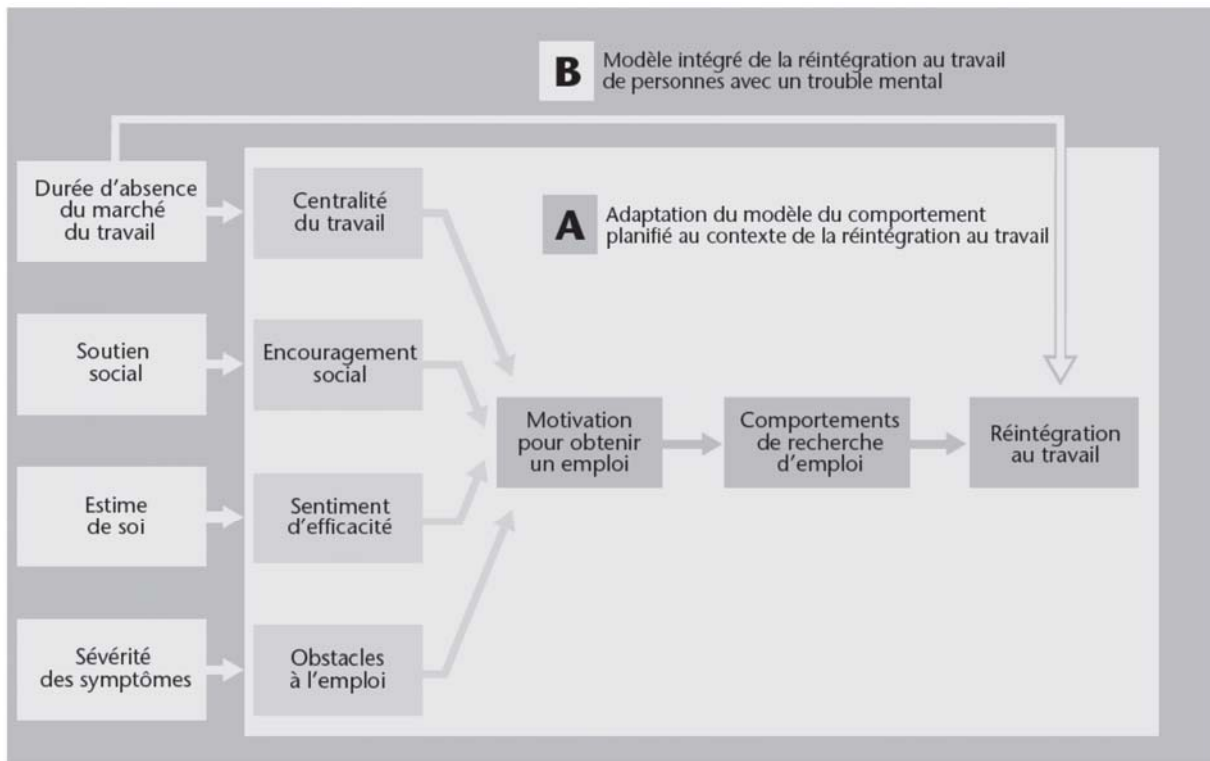 B
Modèle intégré de la réintégration au travail
de personnes avec un trouble mental
Durée d'absence
du marché
du travail
Centralité
du travail
A
Adaptation du modèle du comportement
planifié au contexte de la réintégration au travail
Soutien
social
Encouragement
social
Motivation
pour obtenir
un emploi
Comportements
de recherche
d'emploi
Réintégration
au travail
Estime
de soi
Sentiment
d'efficacité
Sévérité
des symptômes
Obstacles
à l'emploi